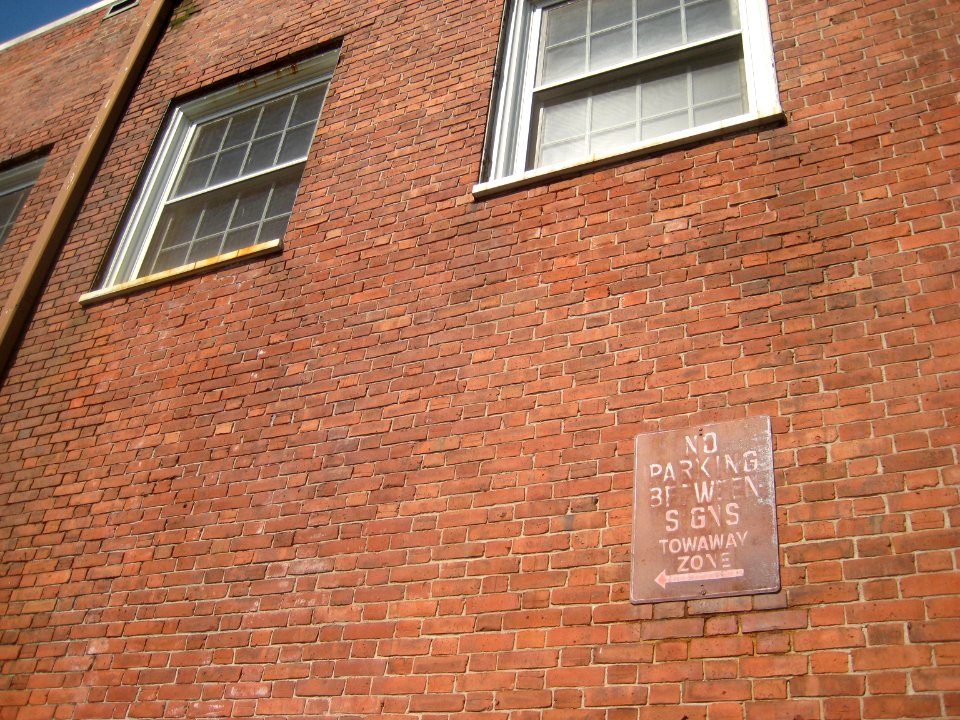 NO
PARKING
BETWEEN
SIGNS
TOWAWAY
ZONE